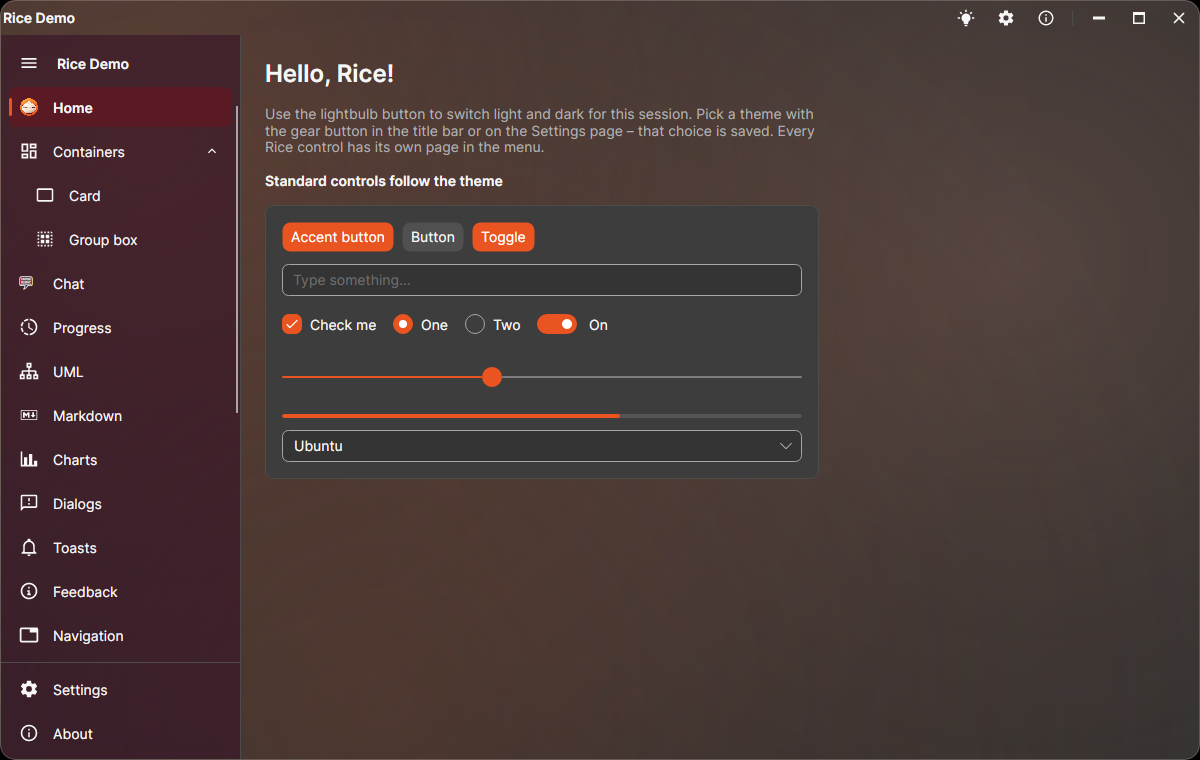 Rice Demo
Rice Demo
Home
Containers
Card
Group box
Chat
Progress
UML
Markdown
Charts
Dialogs
Toasts
Feedback
Navigation
Settings
About
Hello, Rice!
Use the lightbulb button to switch light and dark for this session. Pick a theme with
the gear button in the title bar or on the Settings page – that choice is saved. Every
Rice control has its own page in the menu.
Standard controls follow the theme
Accent button Button Toggle
Type something...
Check me One Two On
Ubuntu